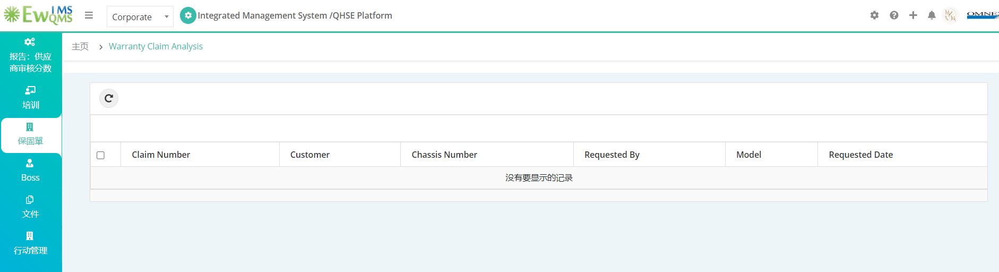 EwIMS
QMS
Corporate
Integrated Management System /QHSE Platform
主页 > Warranty Claim Analysis
报告：供应
商审核分数
培训
保固單
Boss
文件
行动管理
Claim Number Customer Chassis Number Requested By Model Requested Date
没有要显示的记录